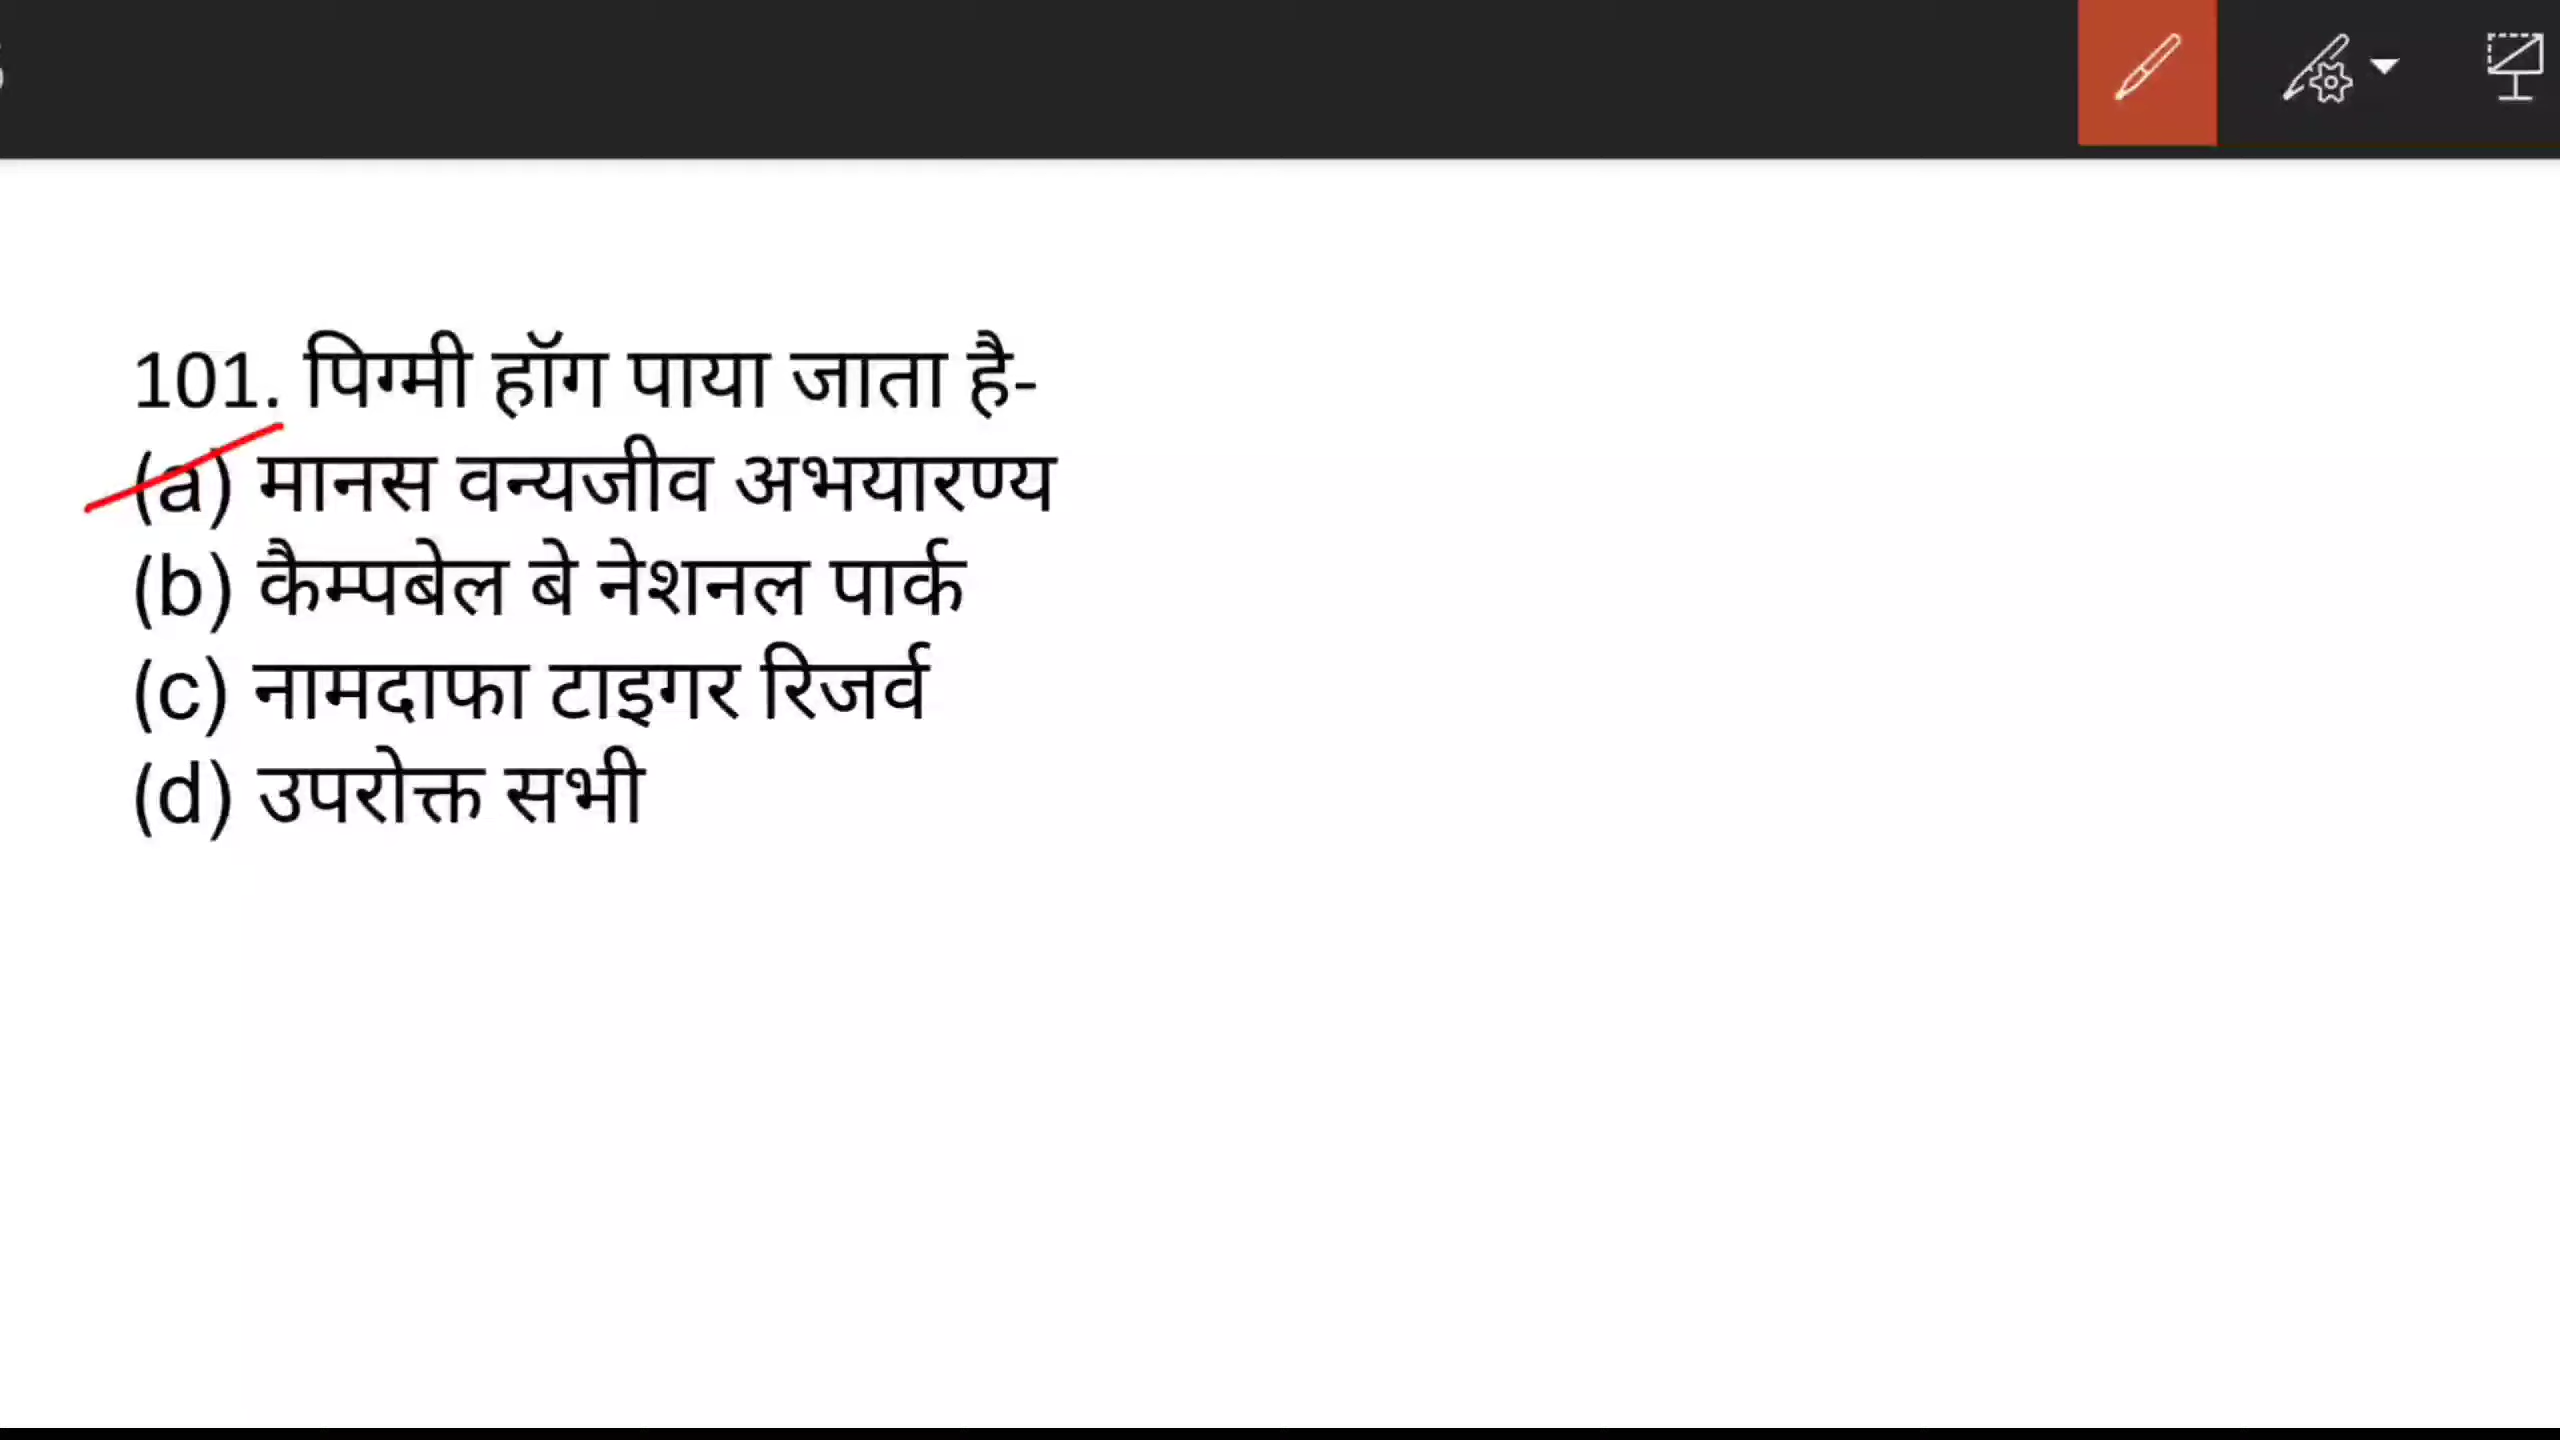 101. पिग्मी हॉग पाया जाता है-
(a) मानस वन्यजीव अभयारण्य
(b) कैम्पबेल बे नेशनल पार्क
(c) नामदाफा टाइगर रिजर्व
(d) उपरोक्त सभी